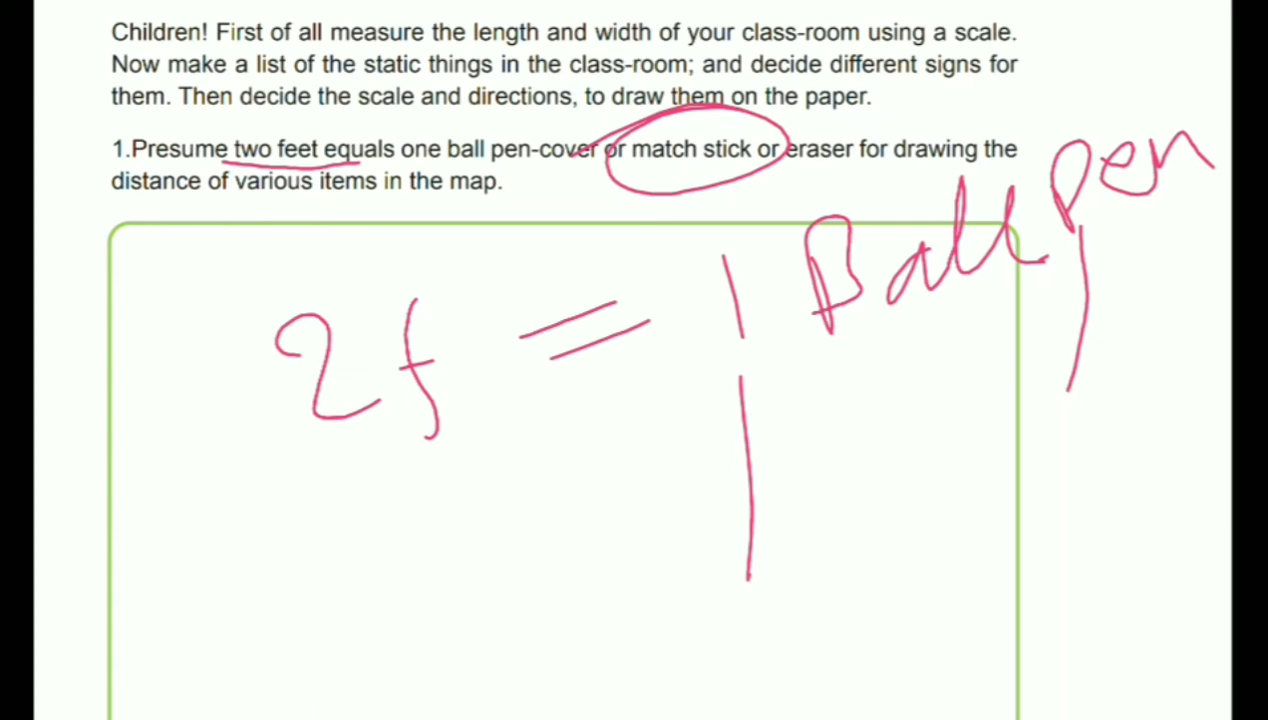 Children! First of all measure the length and width of your class-room using a scale.
Now make a list of the static things in the class-room; and decide different signs for
them. Then decide the scale and directions, to draw them on the paper.
1.Presume two feet equals one ball pen-cover or match stick or eraser for drawing the
distance of various items in the map.
2f = 1 Ball pen